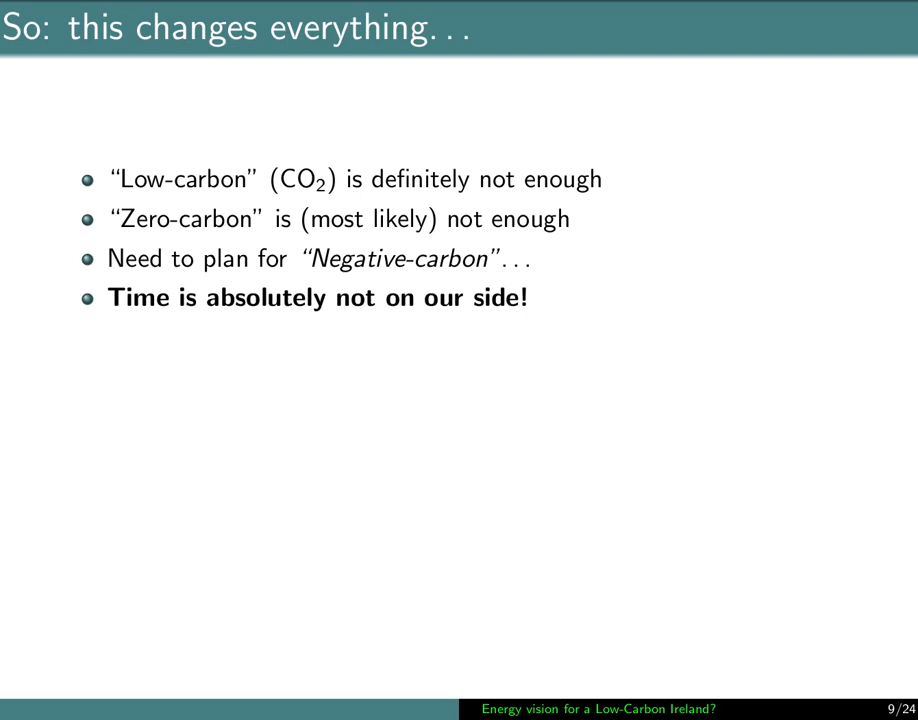 So: this changes everything. . .
“Low-carbon” (CO₂) is definitely not enough
“Zero-carbon” is (most likely) not enough
Need to plan for “Negative-carbon”. . .
Time is absolutely not on our side!
Energy vision for a Low-Carbon Ireland?
9/24